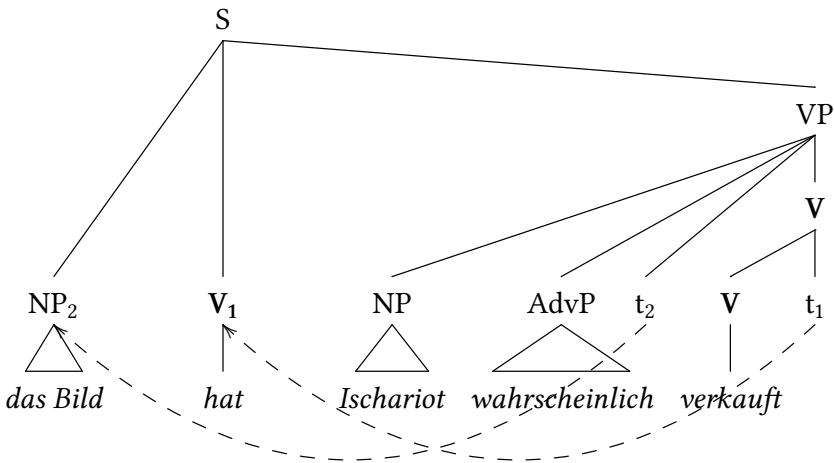 S
VP
V
NP₂ V₁ NP AdvP t₂ V t₁
das Bild hat Ischariot wahrscheinlich verkauft